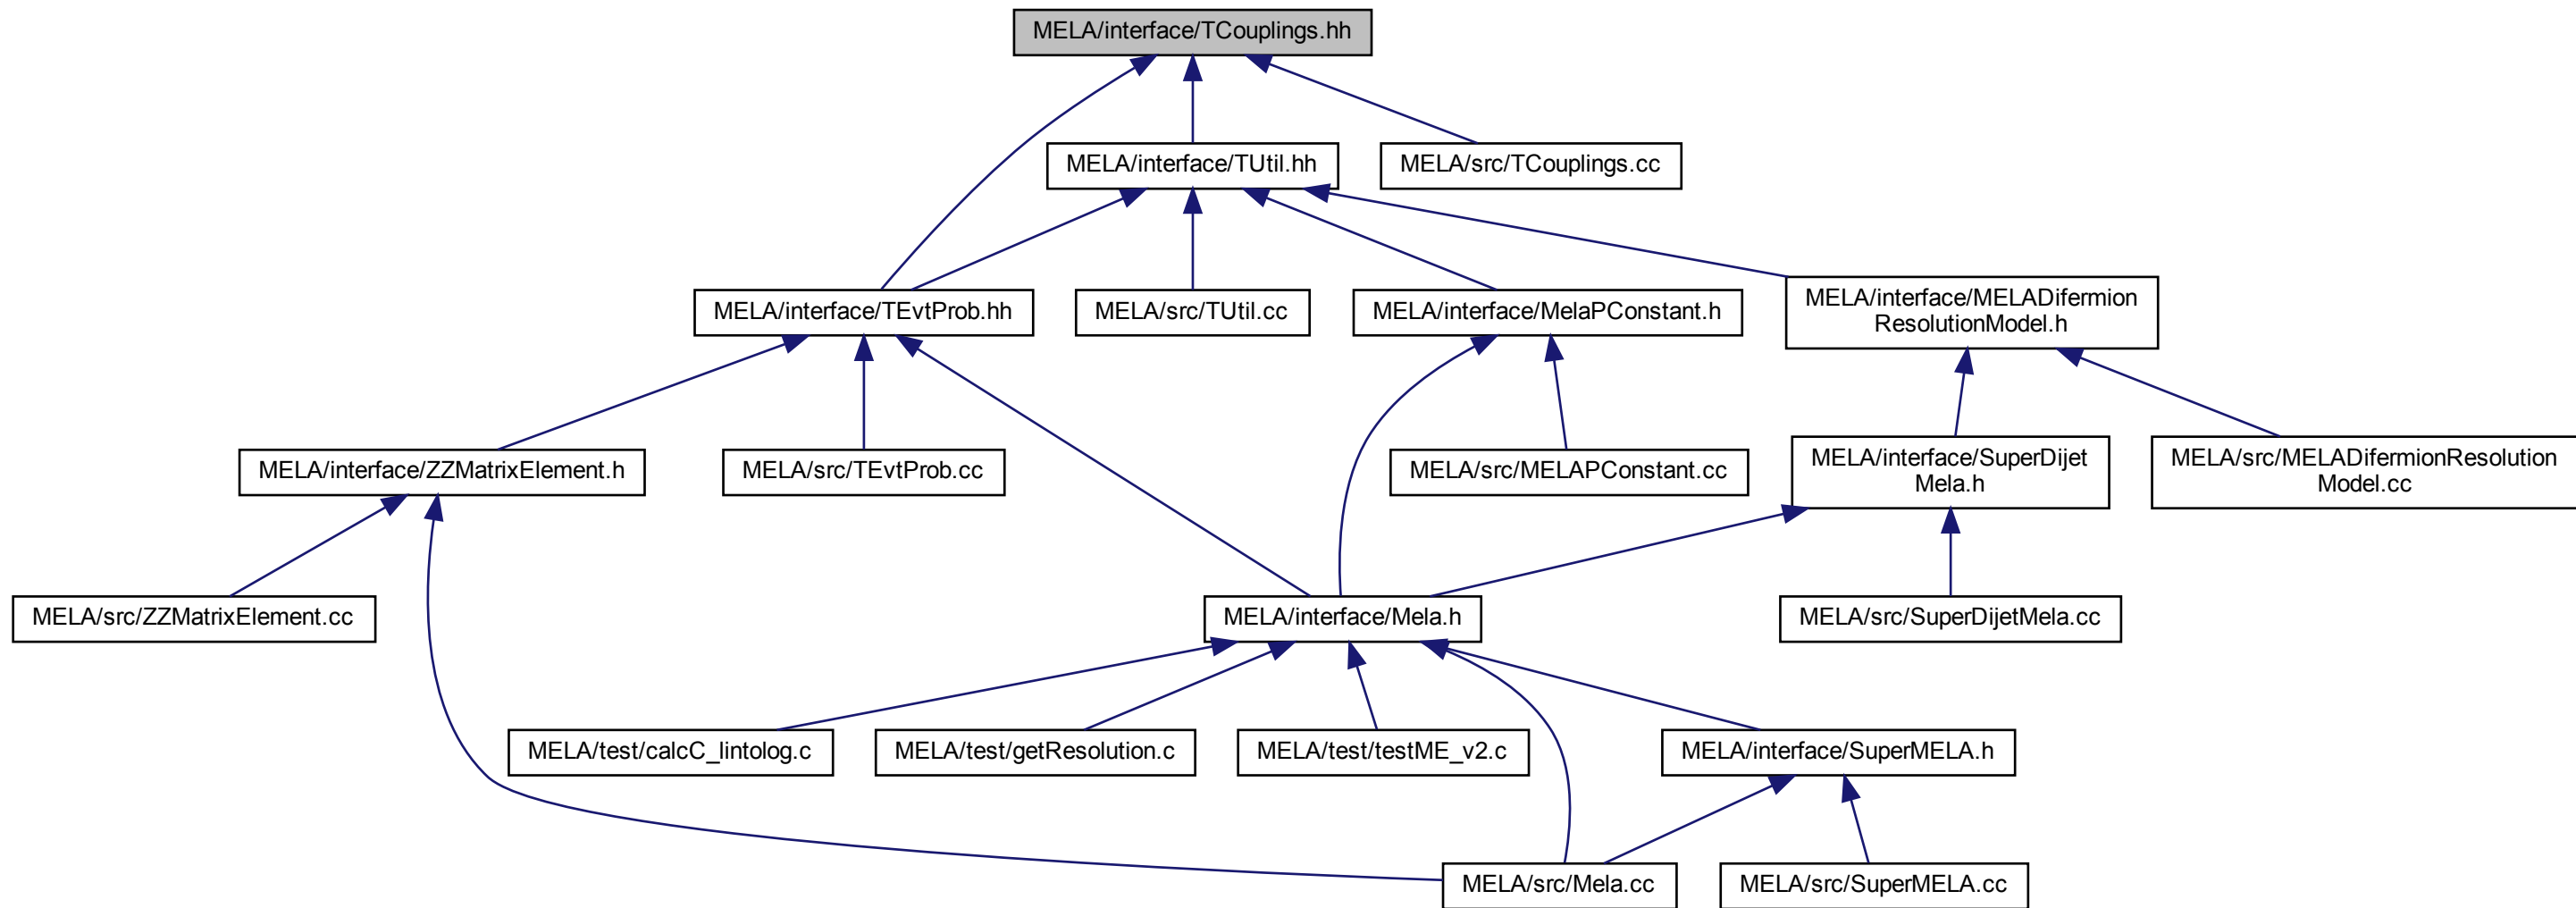 MELA/interface/TCouplings.hh
MELA/interface/TUtil.hh
MELA/src/TCouplings.cc
MELA/interface/TEvtProb.hh
MELA/src/TUtil.cc
MELA/interface/MelaPConstant.h
MELA/interface/MELADifermion
ResolutionModel.h
MELA/interface/ZZMatrixElement.h
MELA/src/TEvtProb.cc
MELA/src/MELAPConstant.cc
MELA/interface/SuperDijet
Mela.h
MELA/src/MELADifermionResolution
Model.cc
MELA/src/ZZMatrixElement.cc
MELA/interface/Mela.h
MELA/src/SuperDijetMela.cc
MELA/test/calcC_lintolog.c
MELA/test/getResolution.c
MELA/test/testME_v2.c
MELA/interface/SuperMELA.h
MELA/src/Mela.cc
MELA/src/SuperMELA.cc